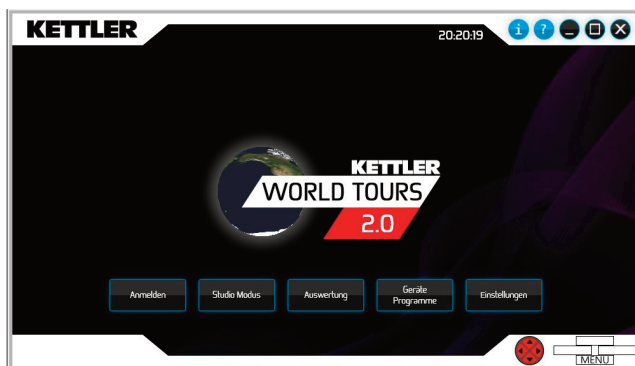 KETTLER
20:20:19
i ?
KETTLER
WORLD TOURS
2.0
Anmelden
Studio Modus
Auswertung
Geräte
Programme
Einstellungen
MENU